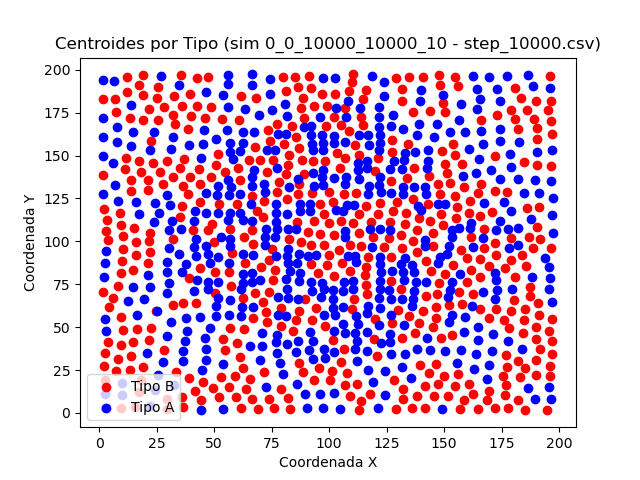 Centroides por Tipo (sim 0_0_10000_10000_10 - step_10000.csv)
Coordenada Y
200
175
150
125
100
75
50
25
0
Tipo B
Tipo A
0 25 50 75 100 125 150 175 200
Coordenada X